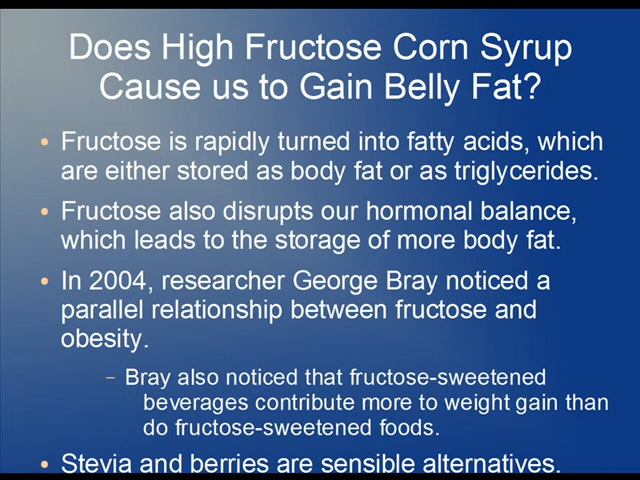 Does High Fructose Corn Syrup
Cause us to Gain Belly Fat?
• Fructose is rapidly turned into fatty acids, which
are either stored as body fat or as triglycerides.
• Fructose also disrupts our hormonal balance,
which leads to the storage of more body fat.
• In 2004, researcher George Bray noticed a
parallel relationship between fructose and
obesity.
– Bray also noticed that fructose-sweetened
beverages contribute more to weight gain than
do fructose-sweetened foods.
• Stevia and berries are sensible alternatives.